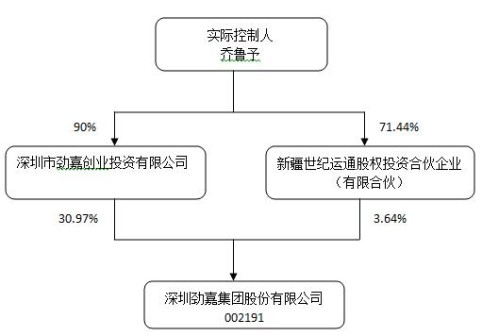 实际控制人
乔鲁予
90%
71.44%
深圳市劲嘉创业投资有限公司
新疆世纪运通股权投资合伙企业
（有限合伙）
30.97%
3.64%
深圳劲嘉集团股份有限公司
002191